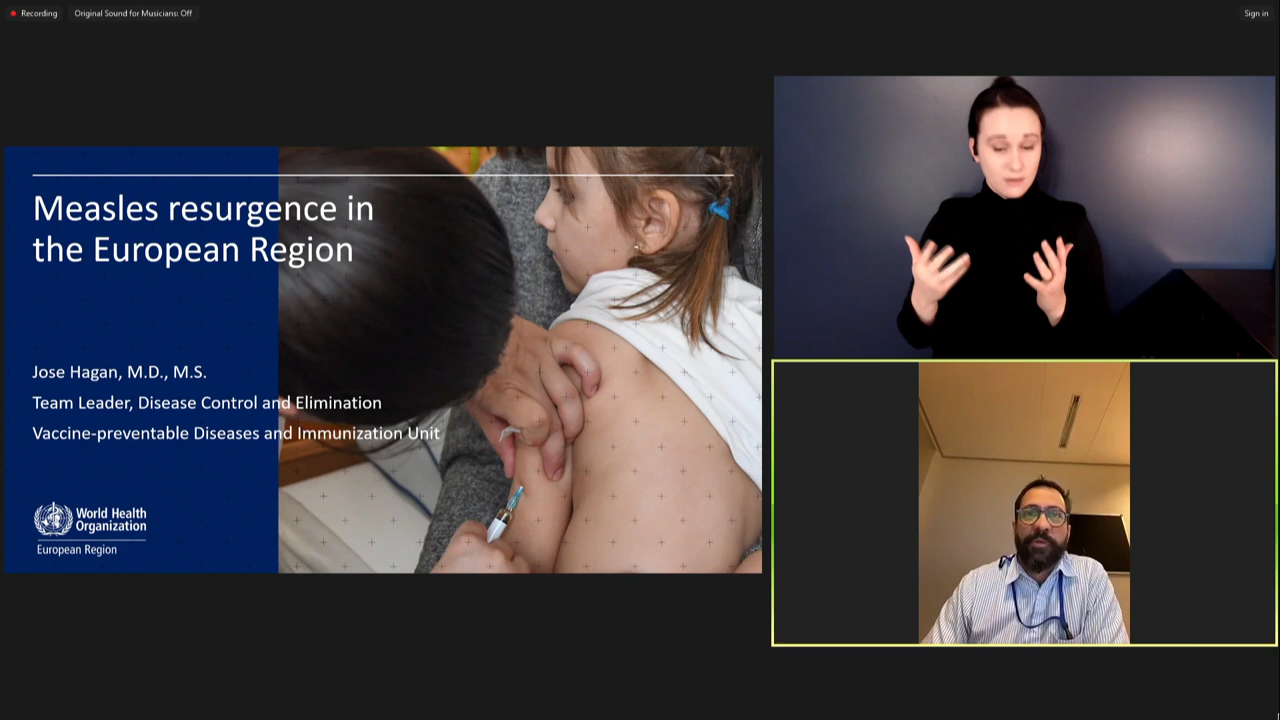 Recording
Original Sound for Musicians: Off
Sign in
Measles resurgence in
the European Region
Jose Hagan, M.D., M.S.
Team Leader, Disease Control and Elimination
Vaccine-preventable Diseases and Immunization Unit
World Health
Organization
European Region